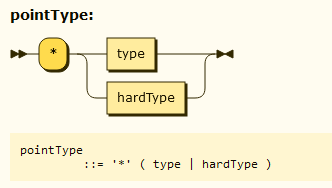 pointType:
*
type
hardType
pointType
::= '*' ( type | hardType )